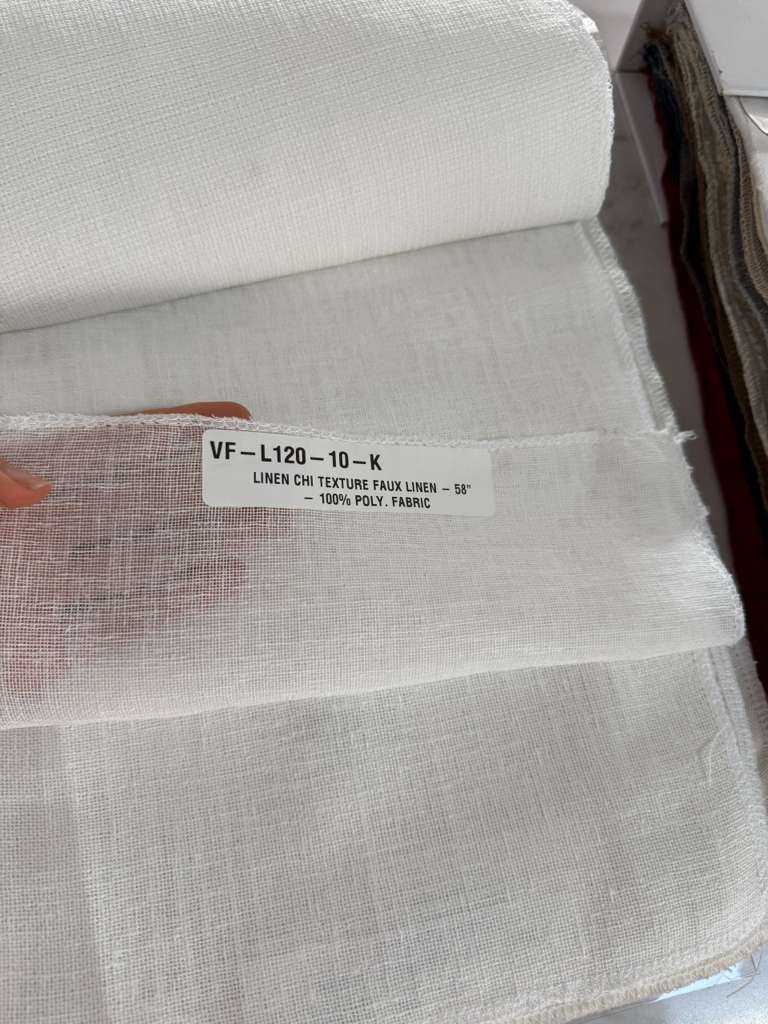 VF-L120-10-K
LINEN CHI TEXTURE FAUX LINEN - 58"
- 100% POLY. FABRIC